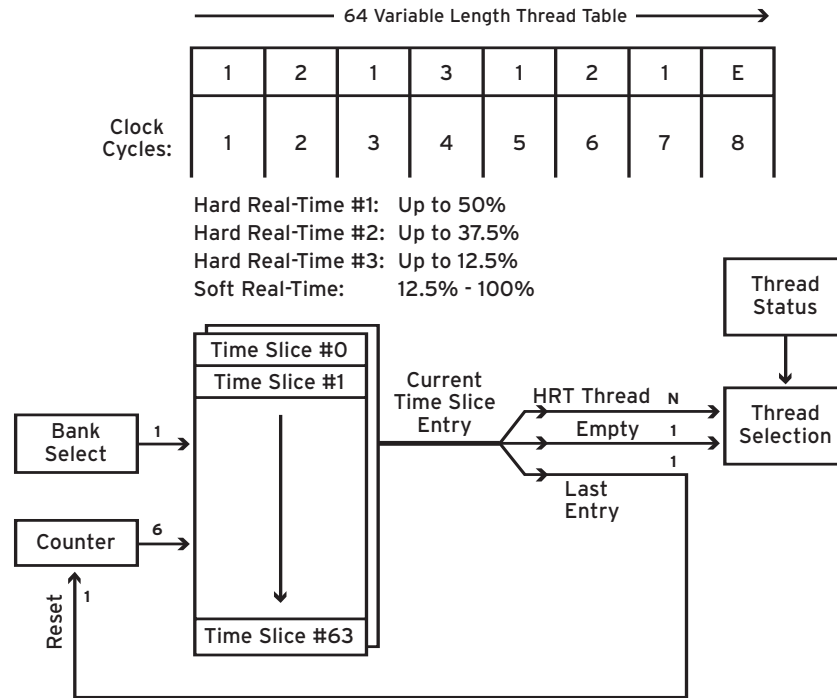 64 Variable Length Thread Table
1 2 1 3 1 2 1 E
Clock
Cycles:
1 2 3 4 5 6 7 8
Hard Real-Time #1: Up to 50%
Hard Real-Time #2: Up to 37.5%
Hard Real-Time #3: Up to 12.5%
Soft Real-Time: 12.5% - 100%
Thread
Status
Time Slice #0
Time Slice #1
Current
Time Slice
Entry
HRT Thread N
Empty 1
1
Last
Entry
Thread
Selection
Bank
Select
1
Counter
6
Reset
1
Time Slice #63